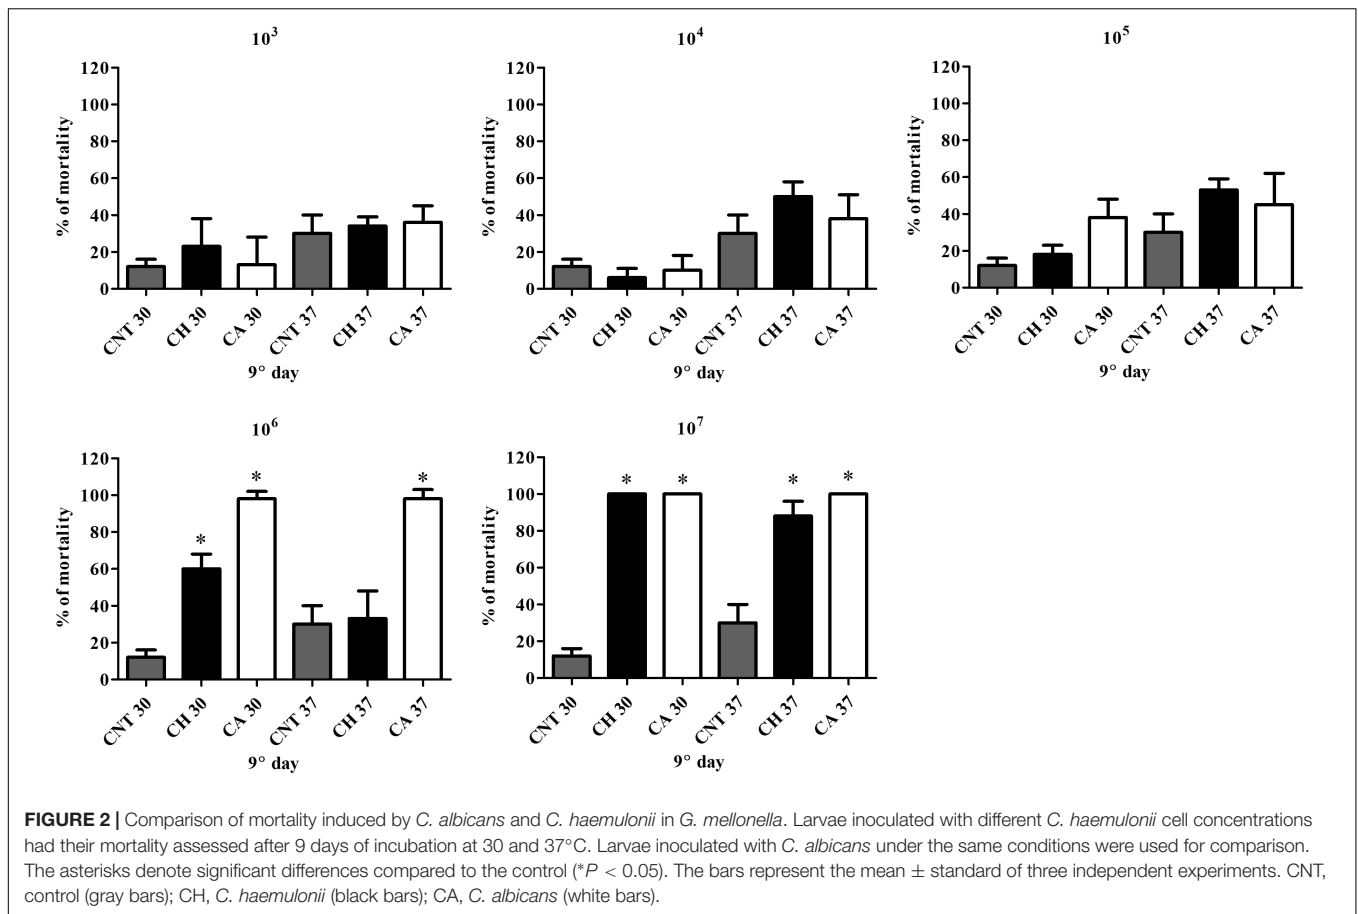 10³
% of mortality
120
100
80
60
40
20
0
CNT 30
CH 30
CA 30
CNT 37
CH 37
CA 37
9° day
10⁴
% of mortality
120
100
80
60
40
20
0
CNT 30
CH 30
CA 30
CNT 37
CH 37
CA 37
9° day
10⁵
% of mortality
120
100
80
60
40
20
0
CNT 30
CH 30
CA 30
CNT 37
CH 37
CA 37
9° day
10⁶
% of mortality
120
100
80
60
40
20
0
*
*
*
CNT 30
CH 30
CA 30
CNT 37
CH 37
CA 37
9° day
10⁷
% of mortality
120
100
80
60
40
20
0
*
*
*
*
CNT 30
CH 30
CA 30
CNT 37
CH 37
CA 37
9° day
FIGURE 2 | Comparison of mortality induced by C. albicans and C. haemulonii in G. mellonella. Larvae inoculated with different C. haemulonii cell concentrations
had their mortality assessed after 9 days of incubation at 30 and 37°C. Larvae inoculated with C. albicans under the same conditions were used for comparison.
The asterisks denote significant differences compared to the control (*P < 0.05). The bars represent the mean ± standard of three independent experiments. CNT,
control (gray bars); CH, C. haemulonii (black bars); CA, C. albicans (white bars).